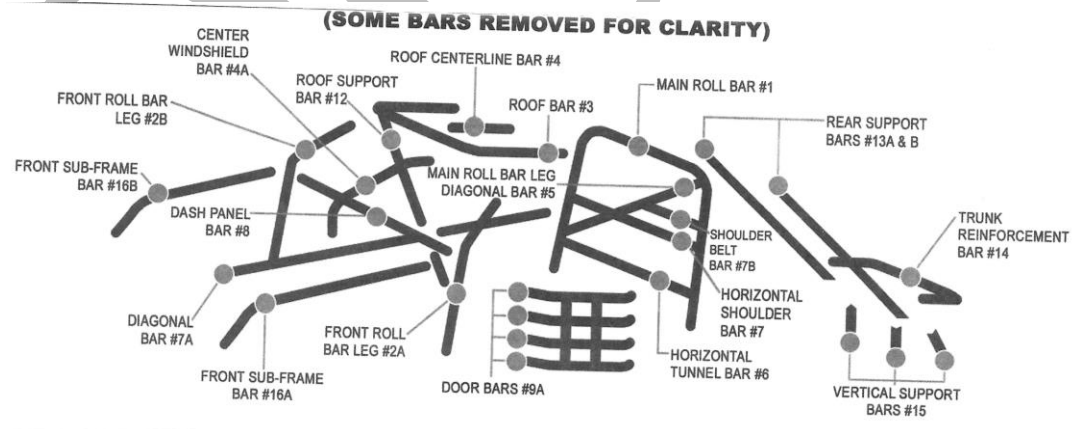 (SOME BARS REMOVED FOR CLARITY)
CENTER
WINDSHIELD
BAR #4A
ROOF CENTERLINE BAR #4
ROOF SUPPORT
BAR #12
MAIN ROLL BAR #1
FRONT ROLL BAR
LEG #2B
ROOF BAR #3
REAR SUPPORT
BARS #13A & B
FRONT SUB-FRAME
BAR #16B
MAIN ROLL BAR LEG
DIAGONAL BAR #5
DASH PANEL
BAR #8
SHOULDER
BELT
BAR #7B
TRUNK
REINFORCEMENT
BAR #14
HORIZONTAL
SHOULDER
BAR #7
DIAGONAL
BAR #7A
FRONT ROLL
BAR LEG #2A
HORIZONTAL
TUNNEL BAR #6
FRONT SUB-FRAME
BAR #16A
DOOR BARS #9A
VERTICAL SUPPORT
BARS #15